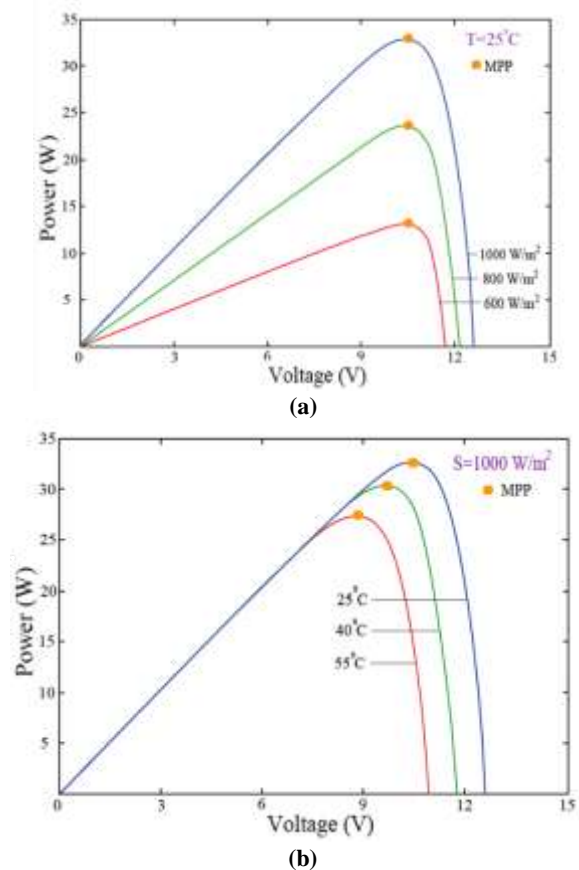 35
T=25°C
MPP
30
25
20
15
10
5
Power (W)
1000 W/m²
800 W/m²
600 W/m²
0 3 6 9 12 15
Voltage (V)
(a)
35
S=1000 W/m²
MPP
30
25
20
15
10
5
Power (W)
25°C
40°C
55°C
0 3 6 9 12 15
Voltage (V)
(b)